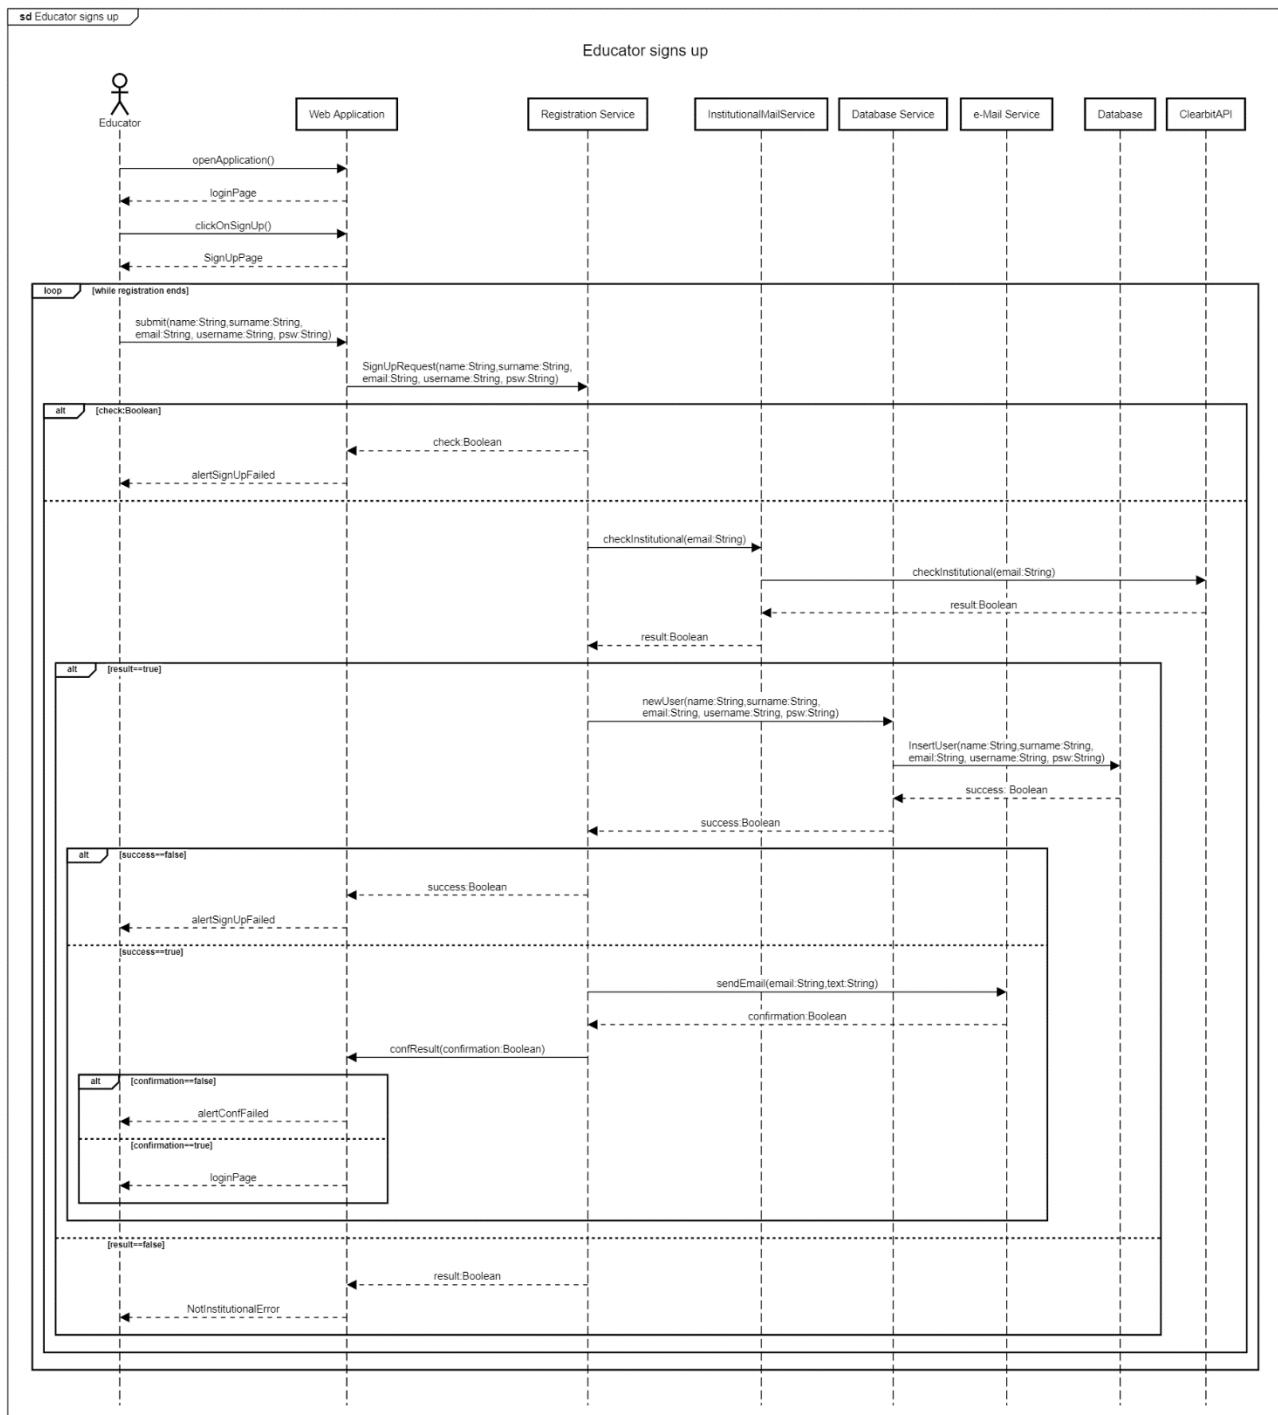 sd Educator signs up
Educator signs up
Educator
Web Application
Registration Service
InstitutionalMailService
Database Service
e-Mail Service
Database
ClearbitAPI
openApplication()
loginPage
clickOnSignUp()
SignUpPage
loop
[while registration ends]
submit(name:String,surname:String,
email:String, username:String, psw:String)
SignUpRequest(name:String,surname:String,
email:String, username:String, psw:String)
alt
[check:Boolean]
check:Boolean
alertSignUpFailed
checkInstitutional(email:String)
checkInstitutional(email:String)
result:Boolean
result:Boolean
alt
[result==true]
newUser(name:String,surname:String,
email:String, username:String, psw:String)
InsertUser(name:String,surname:String,
email:String, username:String, psw:String)
success: Boolean
success:Boolean
alt
[success==false]
success:Boolean
alertSignUpFailed
[success==true]
sendEmail(email:String,text:String)
confirmation:Boolean
confResult(confirmation:Boolean)
alt
[confirmation==false]
alertConfFailed
[confirmation==true]
loginPage
[result==false]
result:Boolean
NotInstitutionalError